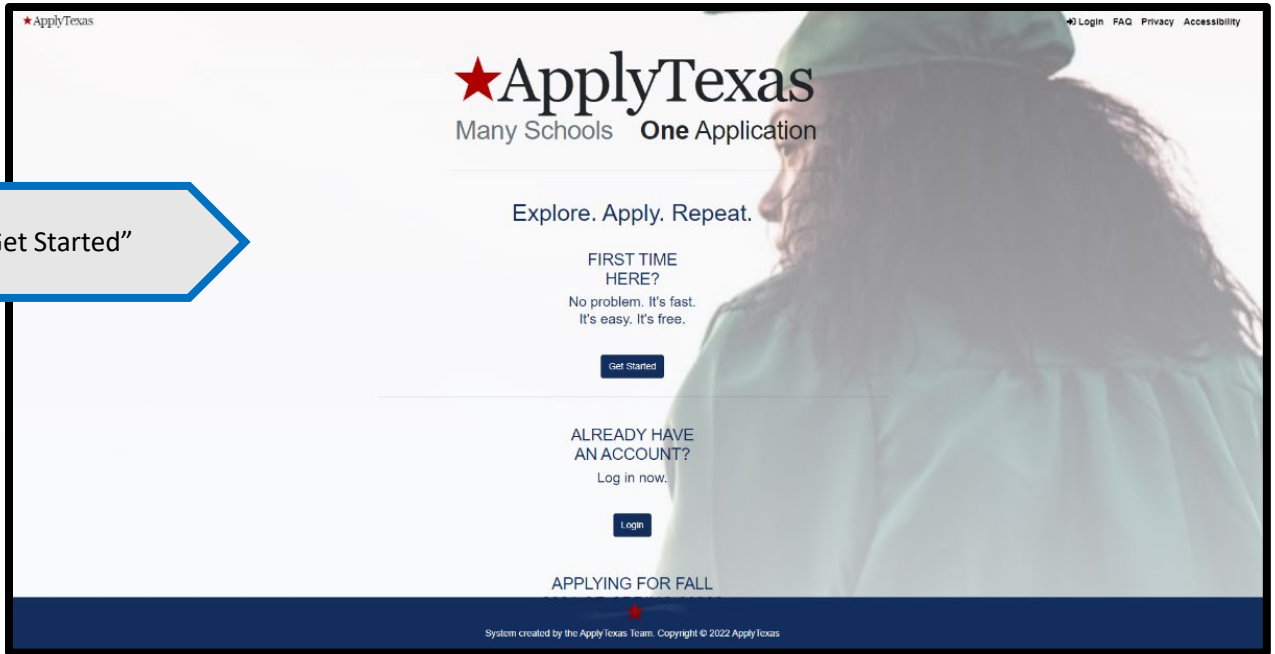 ★ApplyTexas
Login FAQ Privacy Accessibility
★ApplyTexas
Many Schools One Application
Explore. Apply. Repeat.
et Started”
FIRST TIME
HERE?
No problem. It's fast.
It's easy. It's free.
Get Started
ALREADY HAVE
AN ACCOUNT?
Log in now.
Login
APPLYING FOR FALL
System created by the ApplyTexas Team. Copyright © 2022 ApplyTexas